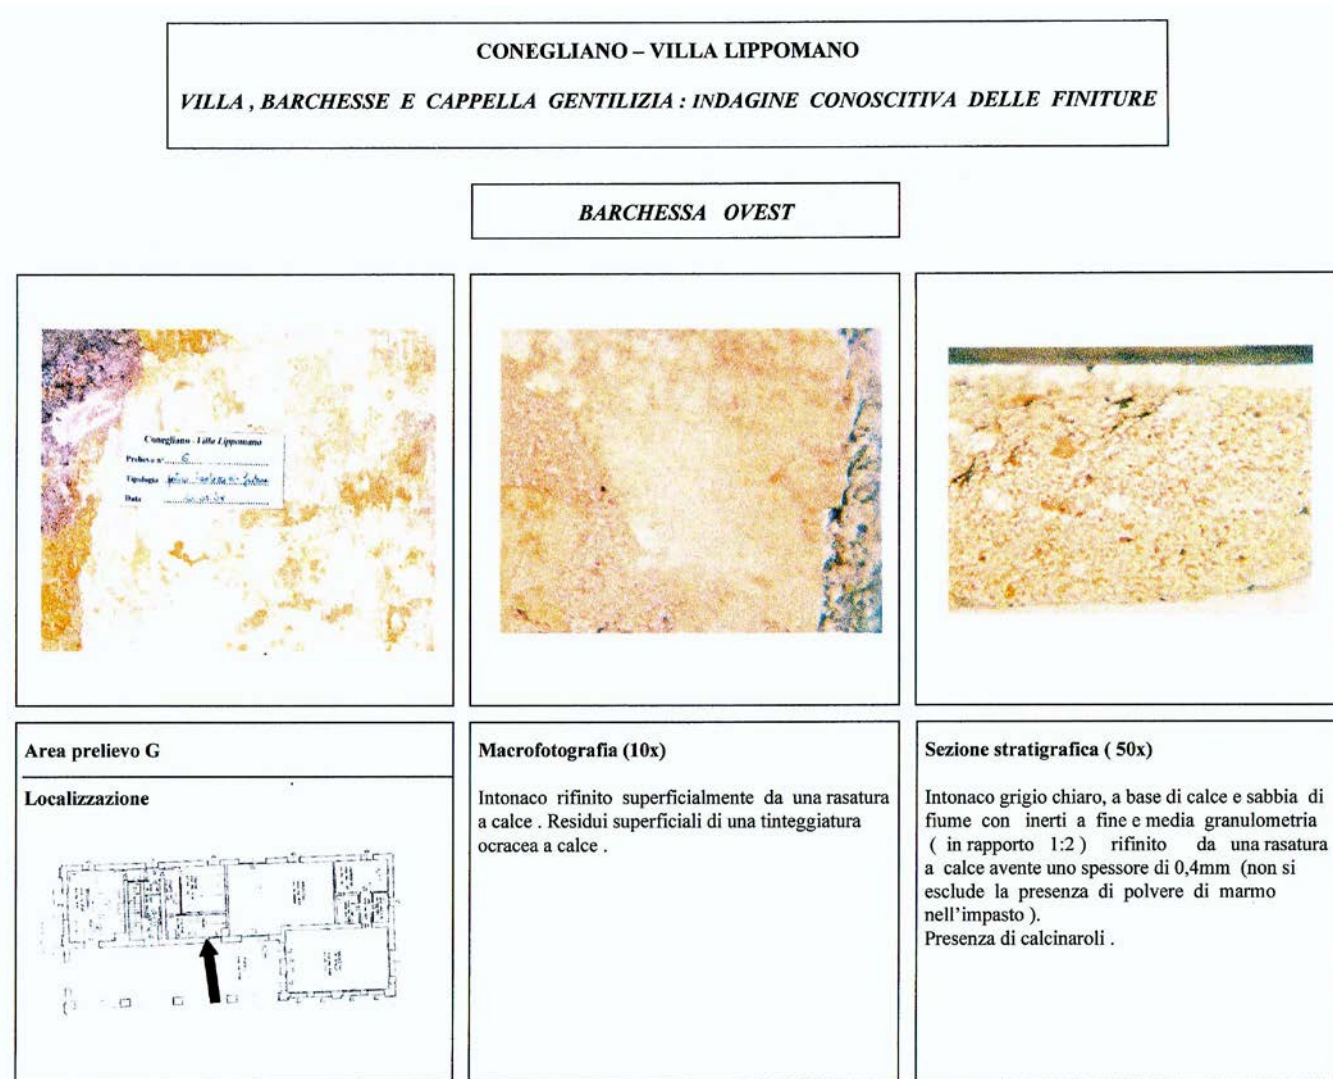 CONEGLIANO – VILLA LIPPOMANO
VILLA , BARCHESSE E CAPPELLA GENTILIZIA : INDAGINE CONOSCITIVA DELLE FINITURE
BARCHESSA OVEST
Conegliano - Villa Lippomano
Prelievo n° G
Tipologia
Data
Area prelievo G
Localizzazione
Macrofotografia (10x)
Intonaco rifinito superficialmente da una rasatura
a calce . Residui superficiali di una tinteggiatura
ocracea a calce .
Sezione stratigrafica ( 50x)
Intonaco grigio chiaro, a base di calce e sabbia di
fiume con inerti a fine e media granulometria
( in rapporto 1:2 ) rifinito da una rasatura
a calce avente uno spessore di 0,4mm (non si
esclude la presenza di polvere di marmo
nell'impasto ).
Presenza di calcinaroli .